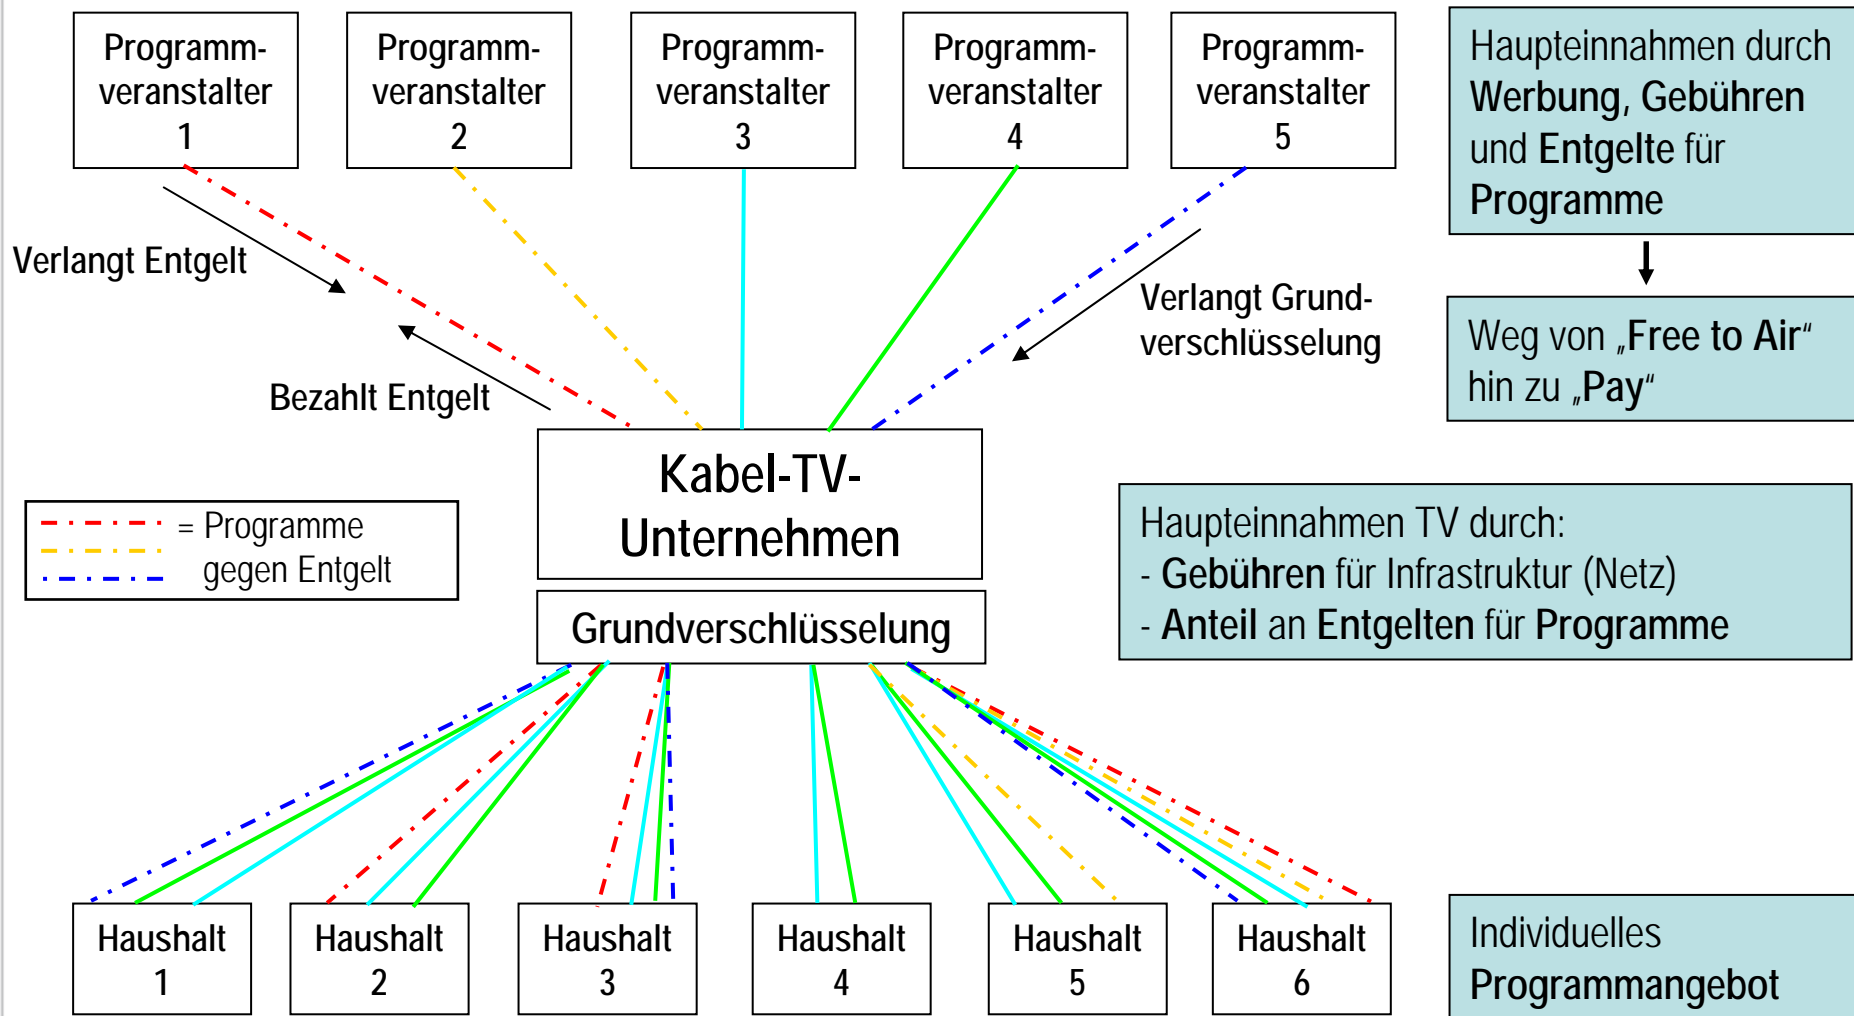 Programm-
veranstalter
1
Programm-
veranstalter
2
Programm-
veranstalter
3
Programm-
veranstalter
4
Programm-
veranstalter
5
Haupteinnahmen durch
Werbung, Gebühren
und Entgelte für
Programme
Verlangt Entgelt
Bezahlt Entgelt
Verlangt Grund-
verschlüsselung
Weg von „Free to Air“
hin zu „Pay“
Kabel-TV-
Unternehmen
= Programme
gegen Entgelt
Haupteinnahmen TV durch:
- Gebühren für Infrastruktur (Netz)
- Anteil an Entgelten für Programme
Grundverschlüsselung
Haushalt
1
Haushalt
2
Haushalt
3
Haushalt
4
Haushalt
5
Haushalt
6
Individuelles
Programmangebot